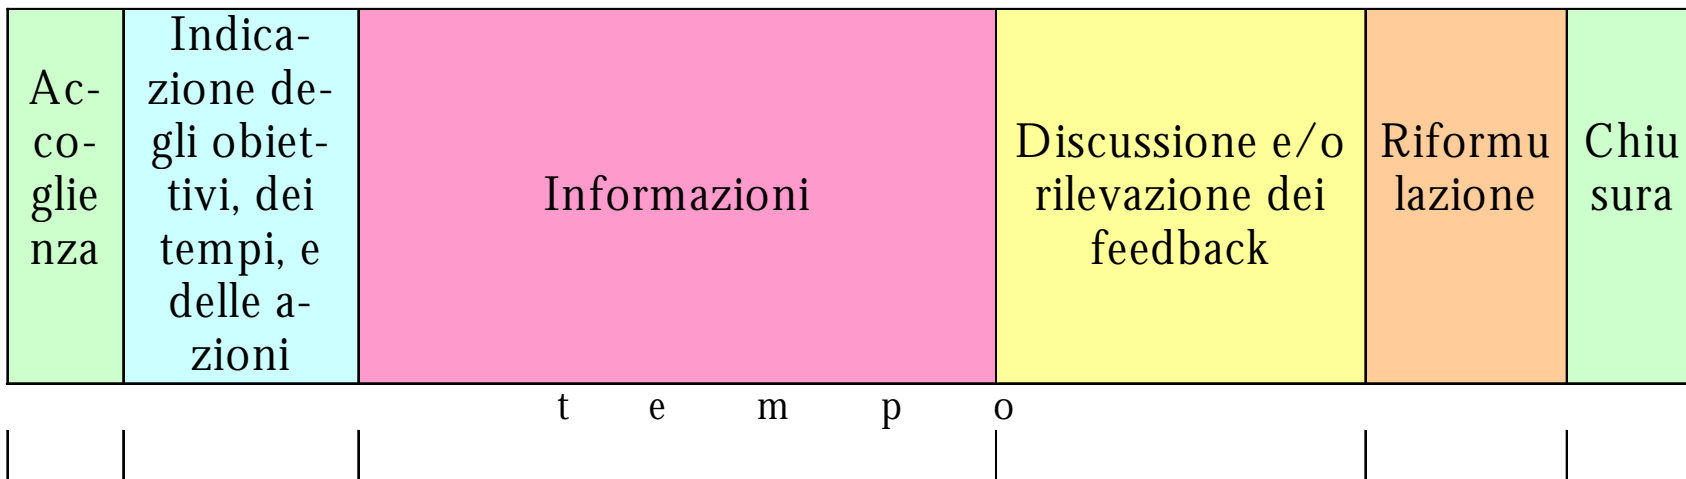 Ac-
co-
glie
nza
Indica-
zione de-
gli obiet-
tivi, dei
tempi, e
delle a-
zioni
Informazioni
Discussione e/o
rilevazione dei
feedback
Riformu
lazione
Chiu
sura
t e m p o